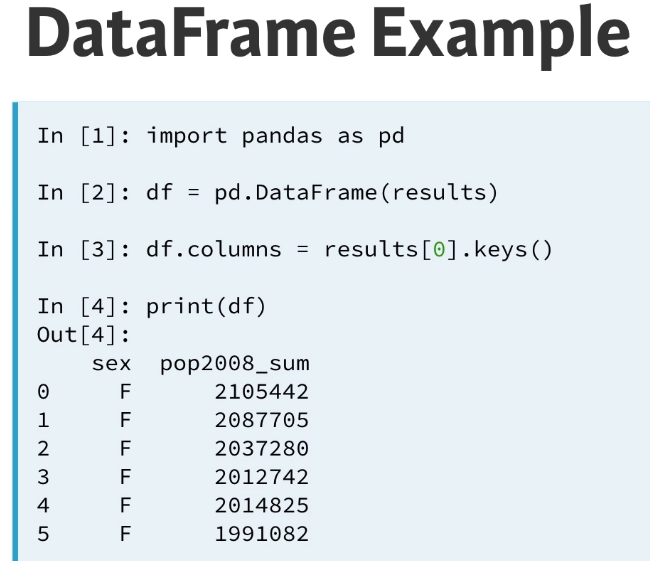 DataFrame Example
In [1]: import pandas as pd
In [2]: df = pd.DataFrame(results)
In [3]: df.columns = results[0].keys()
In [4]: print(df)
Out[4]:
    sex  pop2008_sum
0     F      2105442
1     F      2087705
2     F      2037280
3     F      2012742
4     F      2014825
5     F      1991082